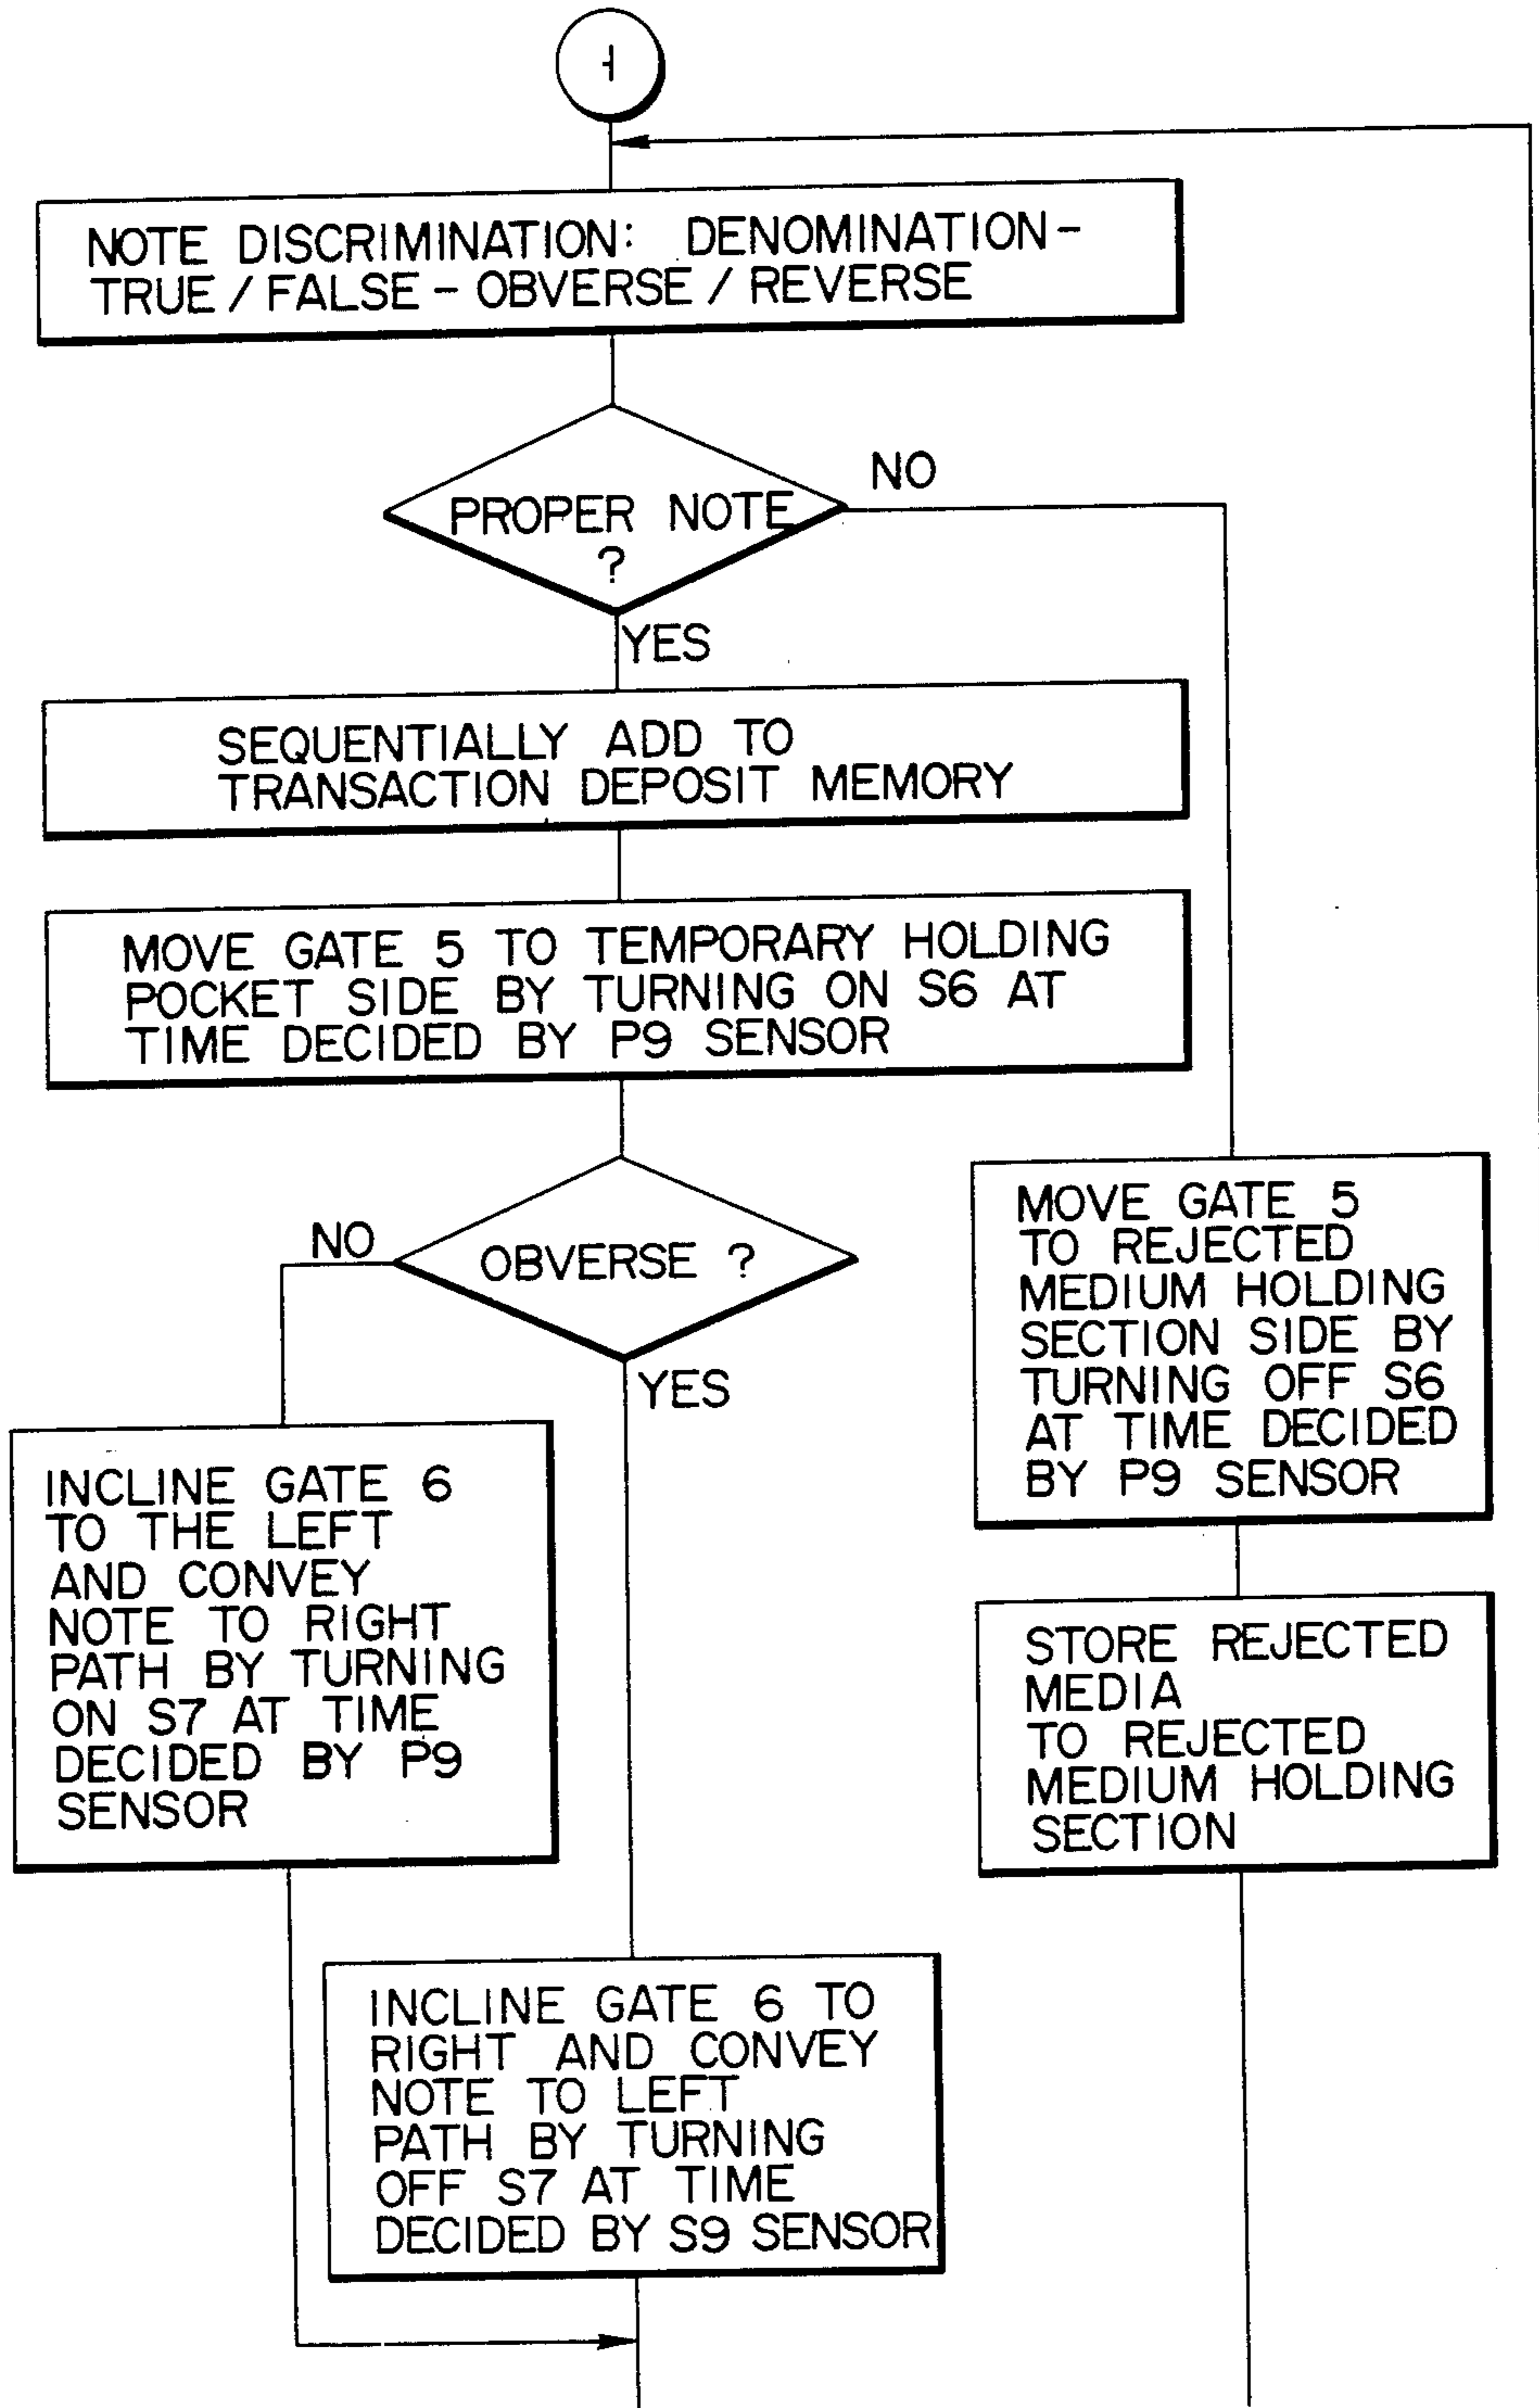 1
NOTE DISCRIMINATION: DENOMINATION-
TRUE / FALSE - OBVERSE / REVERSE
PROPER NOTE
?
NO
YES
SEQUENTIALLY ADD TO
TRANSACTION DEPOSIT MEMORY
MOVE GATE 5 TO TEMPORARY HOLDING
POCKET SIDE BY TURNING ON S6 AT
TIME DECIDED BY P9 SENSOR
OBVERSE ?
NO
YES
MOVE GATE 5
TO REJECTED
MEDIUM HOLDING
SECTION SIDE BY
TURNING OFF S6
AT TIME DECIDED
BY P9 SENSOR
INCLINE GATE 6
TO THE LEFT
AND CONVEY
NOTE TO RIGHT
PATH BY TURNING
ON S7 AT TIME
DECIDED BY P9
SENSOR
STORE REJECTED
MEDIA
TO REJECTED
MEDIUM HOLDING
SECTION
INCLINE GATE 6 TO
RIGHT AND CONVEY
NOTE TO LEFT
PATH BY TURNING
OFF S7 AT TIME
DECIDED BY S9 SENSOR